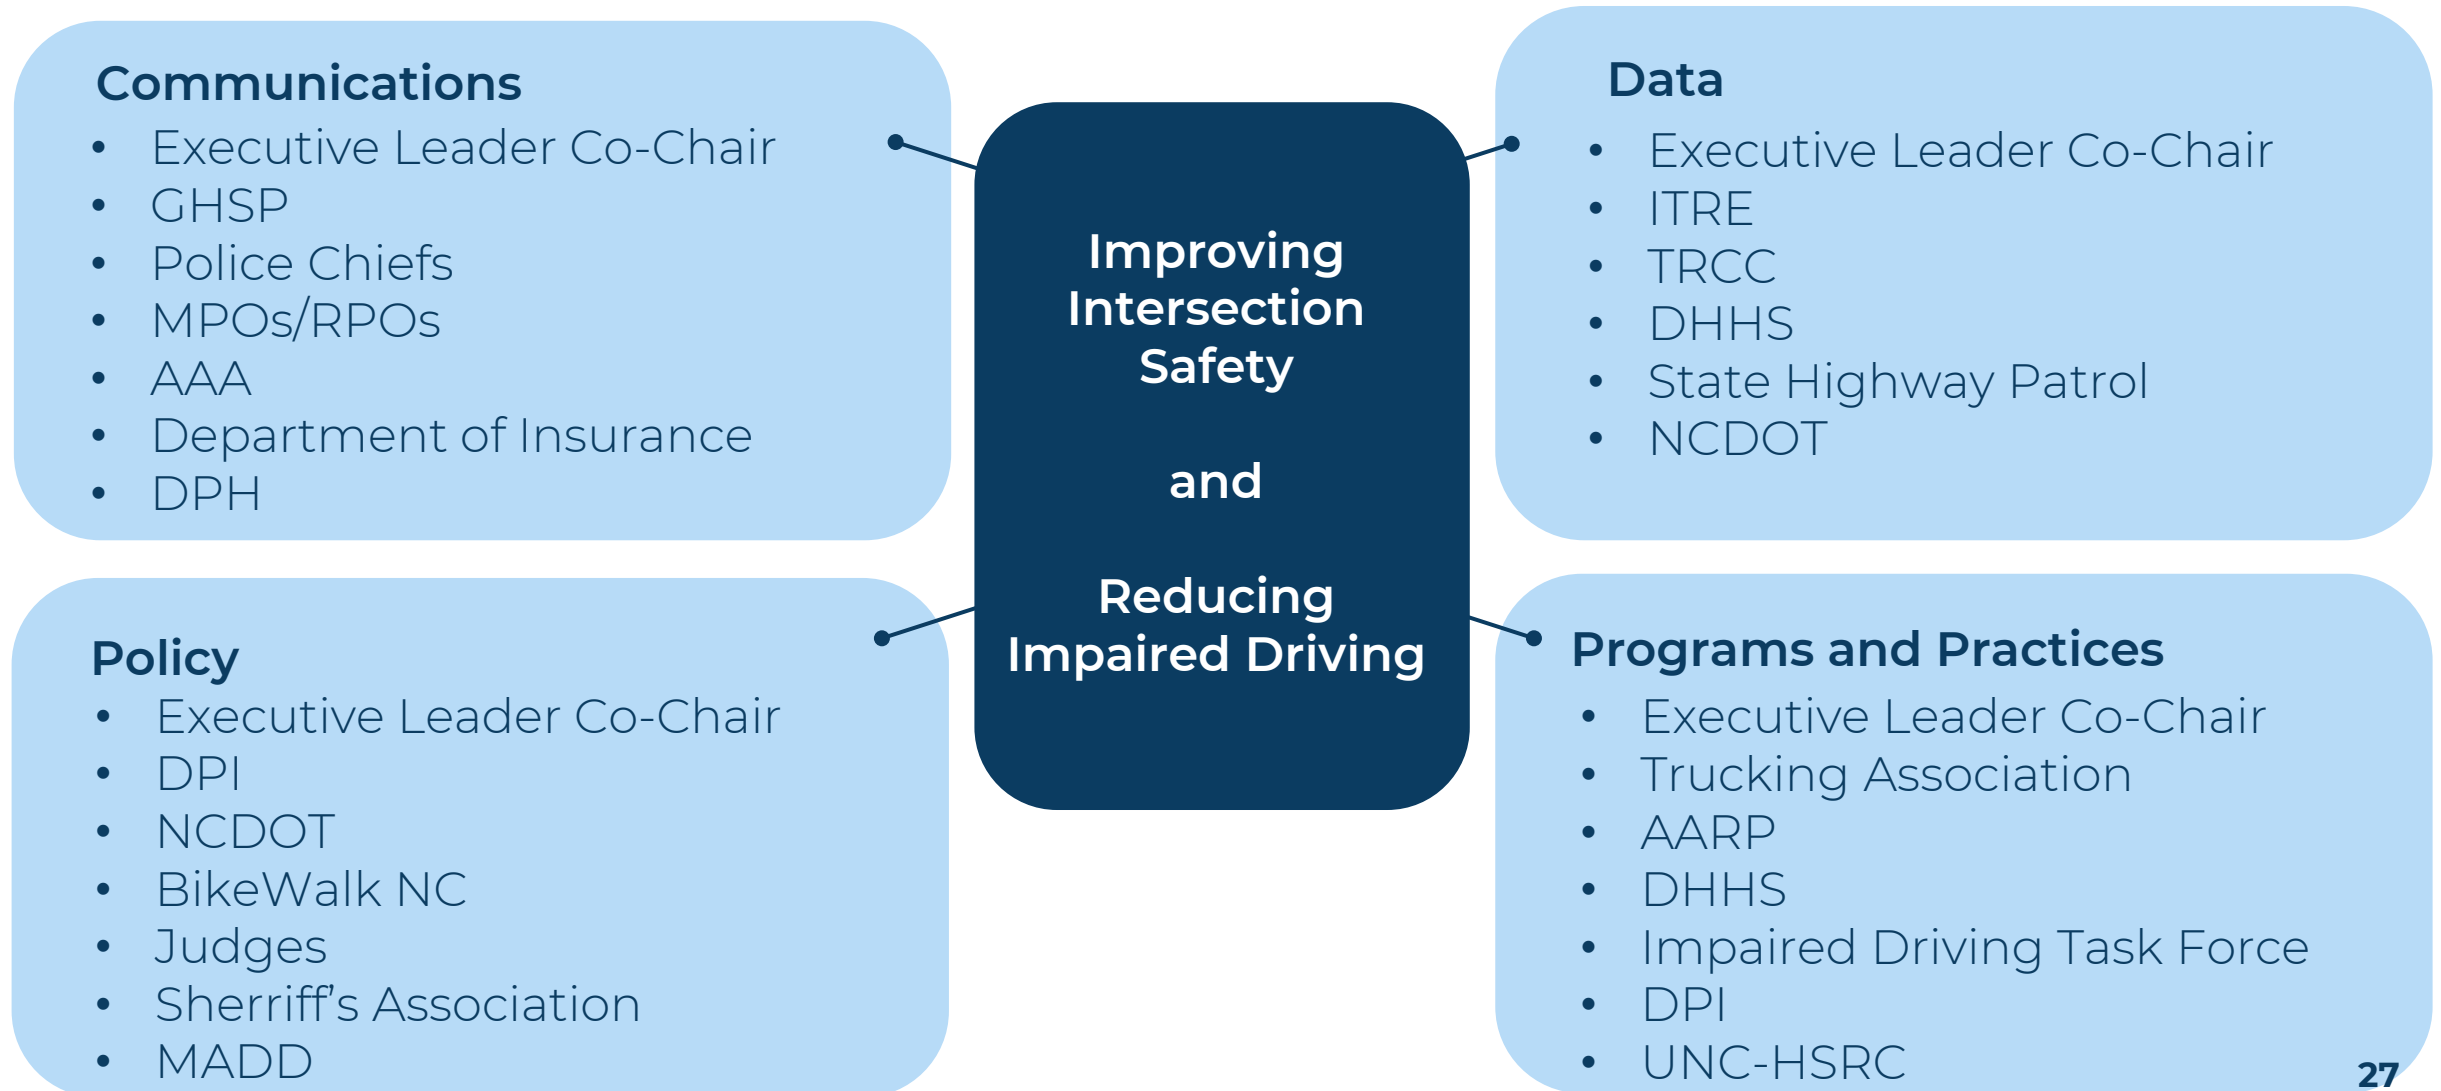 Communications
• Executive Leader Co-Chair
• GHSP
• Police Chiefs
• MPOs/RPOs
• AAA
• Department of Insurance
• DPH
Improving
Intersection
Safety
and
Reducing
Impaired Driving
Data
• Executive Leader Co-Chair
• ITRE
• TRCC
• DHHS
• State Highway Patrol
• NCDOT
Policy
• Executive Leader Co-Chair
• DPI
• NCDOT
• BikeWalk NC
• Judges
• Sherriff’s Association
• MADD
Programs and Practices
• Executive Leader Co-Chair
• Trucking Association
• AARP
• DHHS
• Impaired Driving Task Force
• DPI
• UNC-HSRC
27